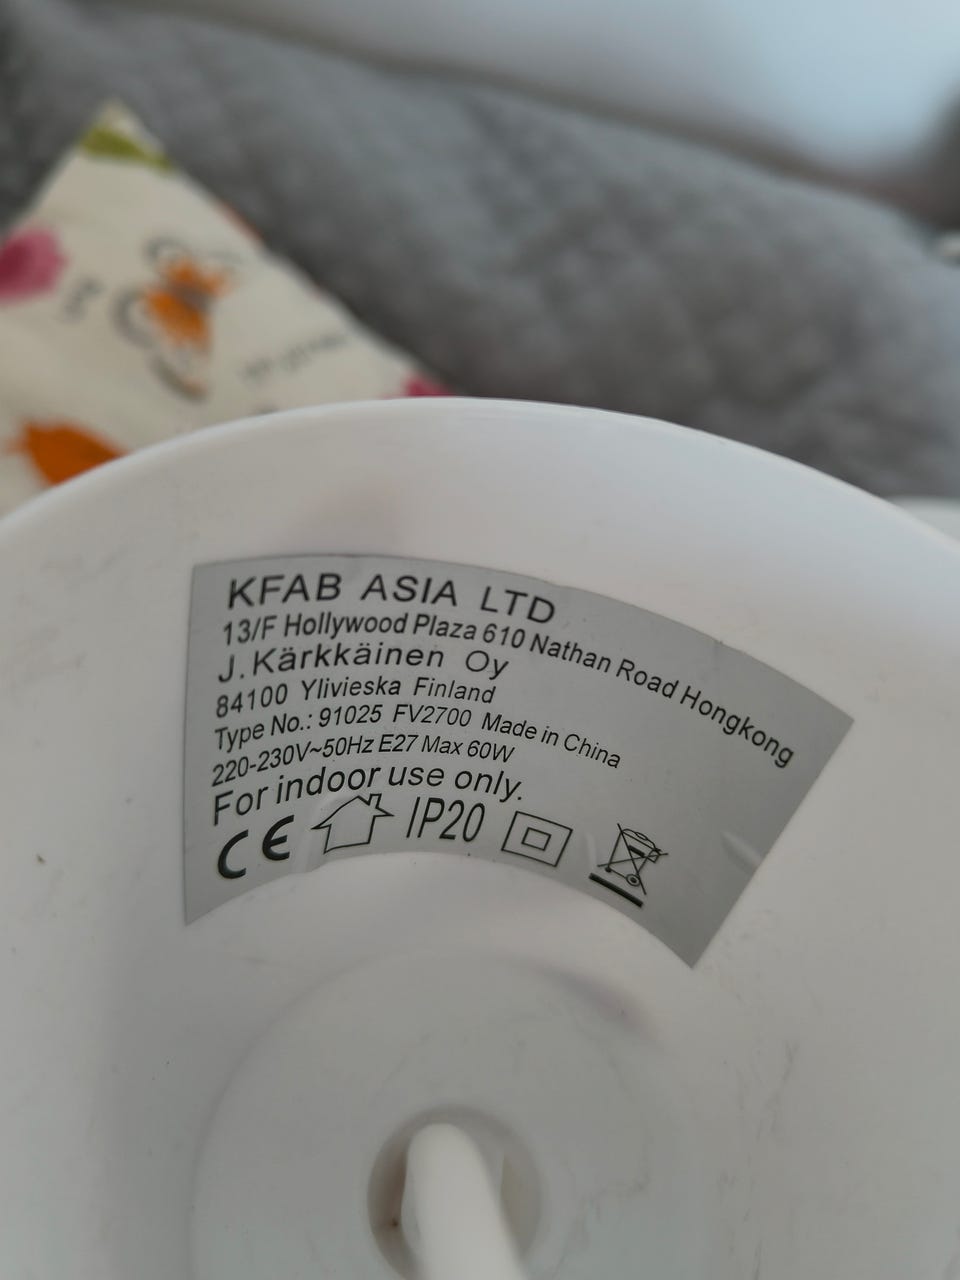 KFAB ASIA LTD
13/F Hollywood Plaza 610 Nathan Road Hongkong
J.Kärkkäinen Oy
84100 Ylivieska Finland
Type No.: 91025 FV2700 Made in China
220-230V~50Hz E27 Max 60W
For indoor use only.
CE IP20